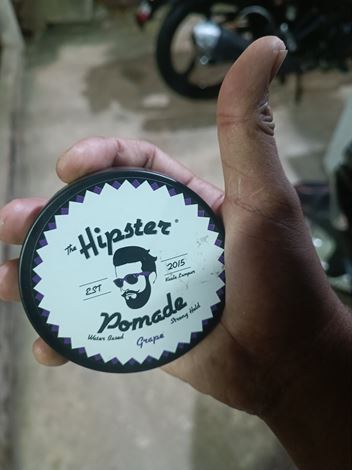 The Hipster®
EST 2015
Kuala Lumpur
Pomade
Water Based Strong Hold
Grape